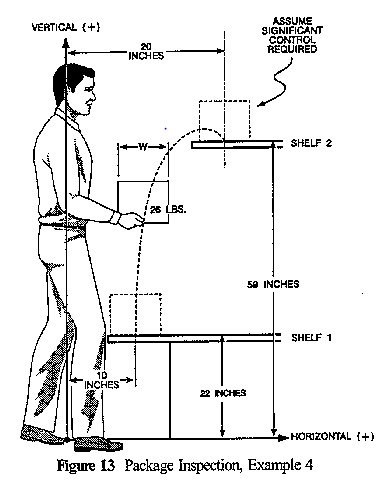 VERTICAL (+)
20
INCHES
ASSUME
SIGNIFICANT
CONTROL
REQUIRED
SHELF 2
W
26 LBS.
59 INCHES
SHELF 1
10
INCHES
22 INCHES
HORIZONTAL (+)
Figure 13 Package Inspection, Example 4